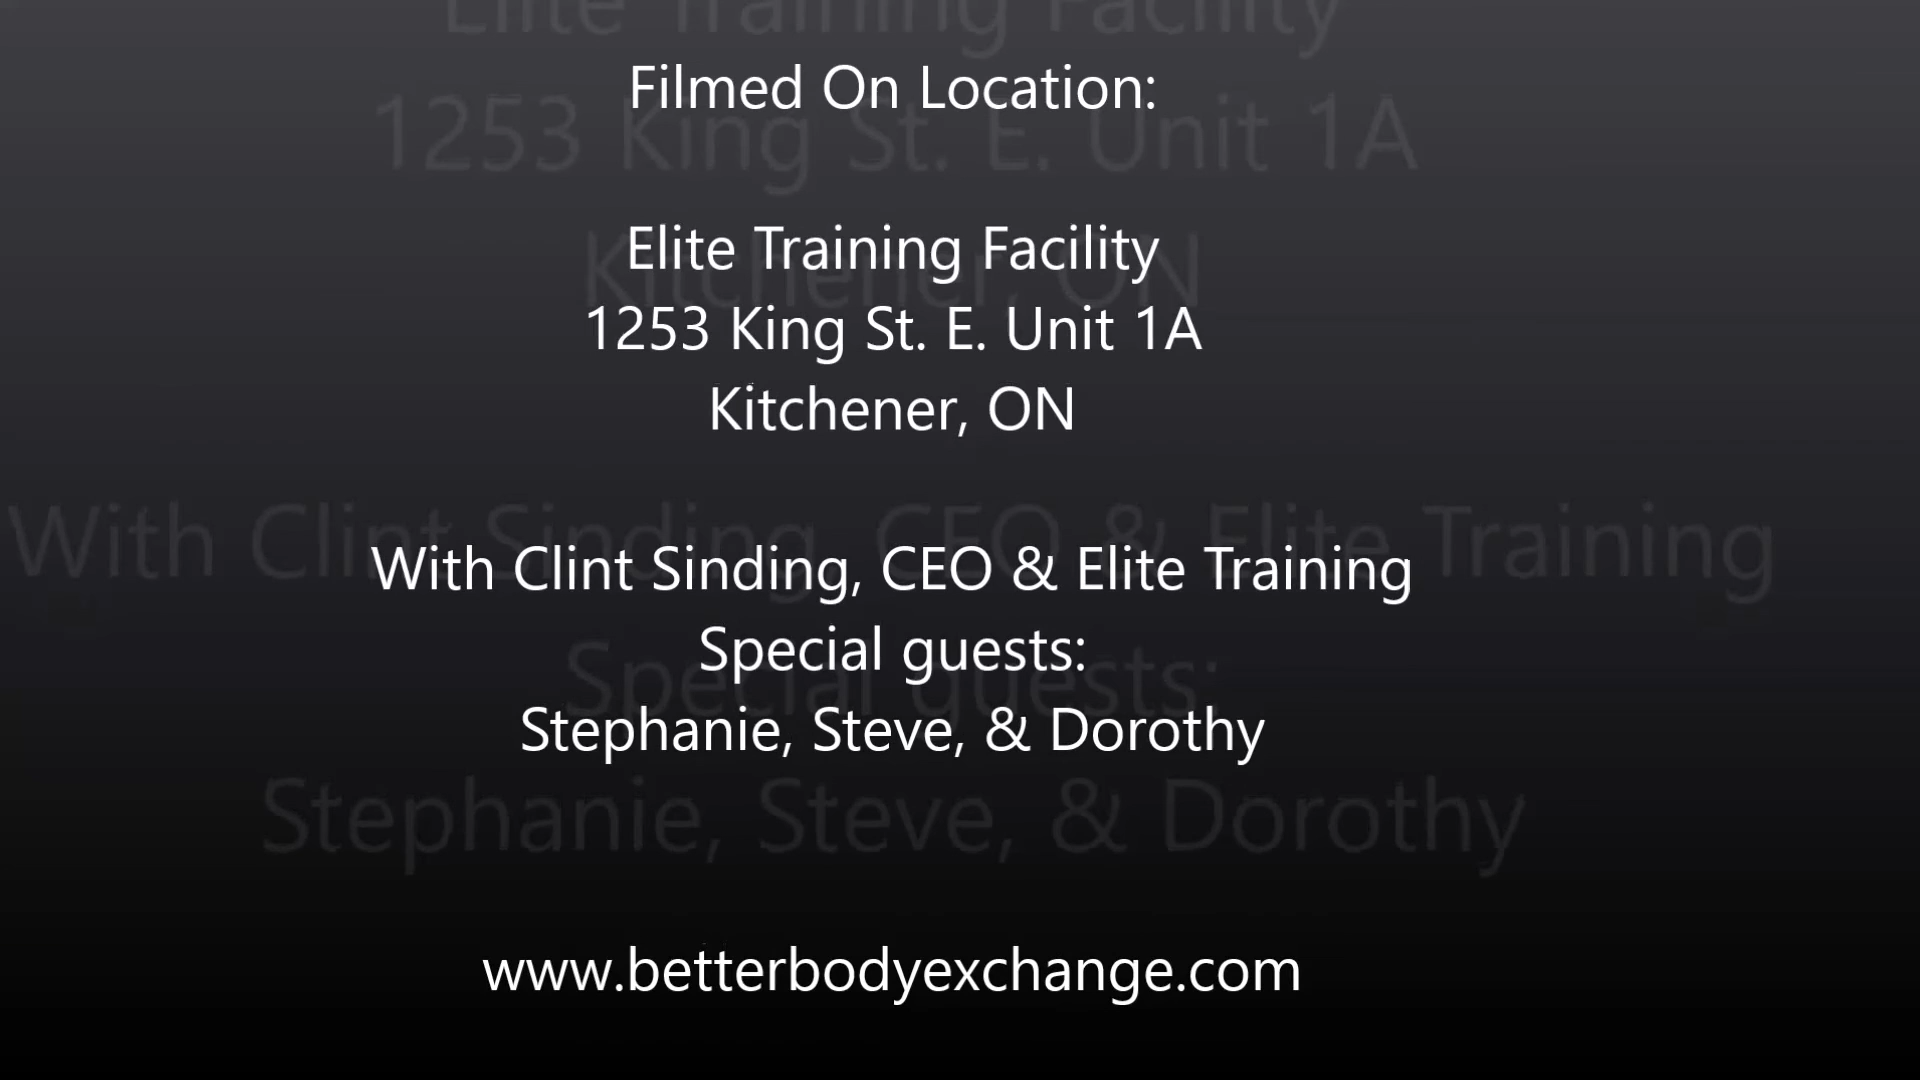 Filmed On Location:
Elite Training Facility
1253 King St. E. Unit 1A
Kitchener, ON
With Clint Sinding, CEO & Elite Training
Special guests:
Stephanie, Steve, & Dorothy
www.betterbodyexchange.com